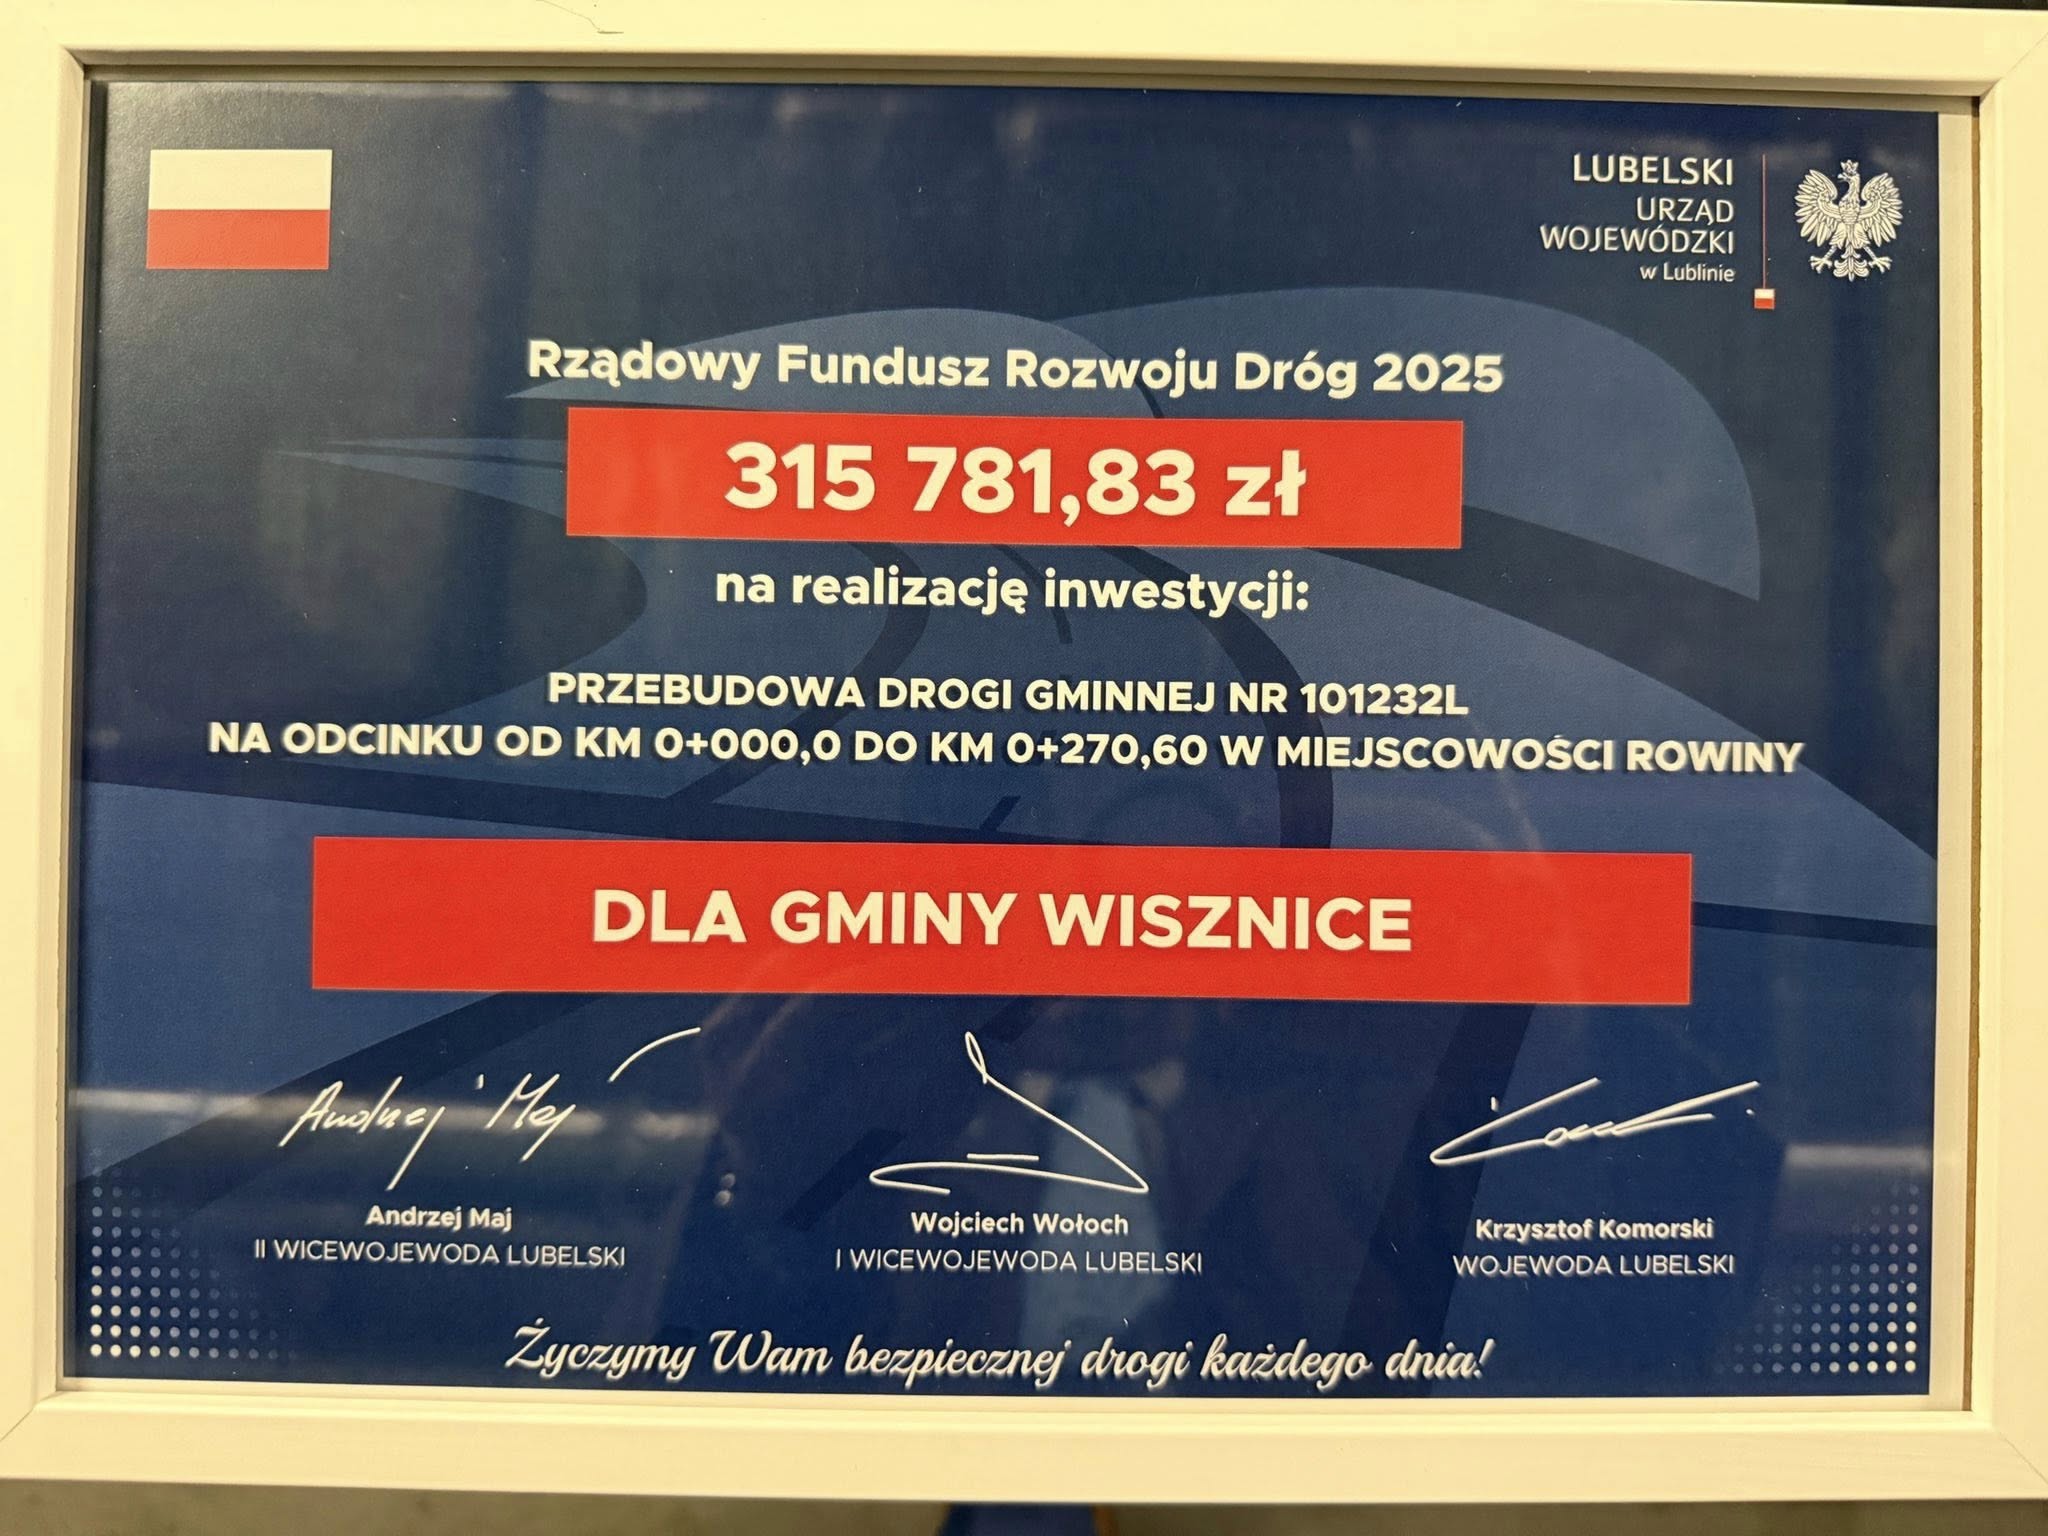 LUBELSKI
URZĄD
WOJEWÓDZKI
w Lublinie
Rządowy Fundusz Rozwoju Dróg 2025
315 781,83 zł
na realizację inwestycji:
PRZEBUDOWA DROGI GMINNEJ NR 101232L
NA ODCINKU OD KM 0+000,0 DO KM 0+270,60 W MIEJSCOWOŚCI ROWINY
DLA GMINY WISZNICE
Andrzej Maj
Andrzej Maj
II WICEWOJEWODA LUBELSKI
Wojciech Wołoch
I WICEWOJEWODA LUBELSKI
Krzysztof Komorski
WOJEWODA LUBELSKI
Życzymy Wam bezpiecznej drogi każdego dnia!